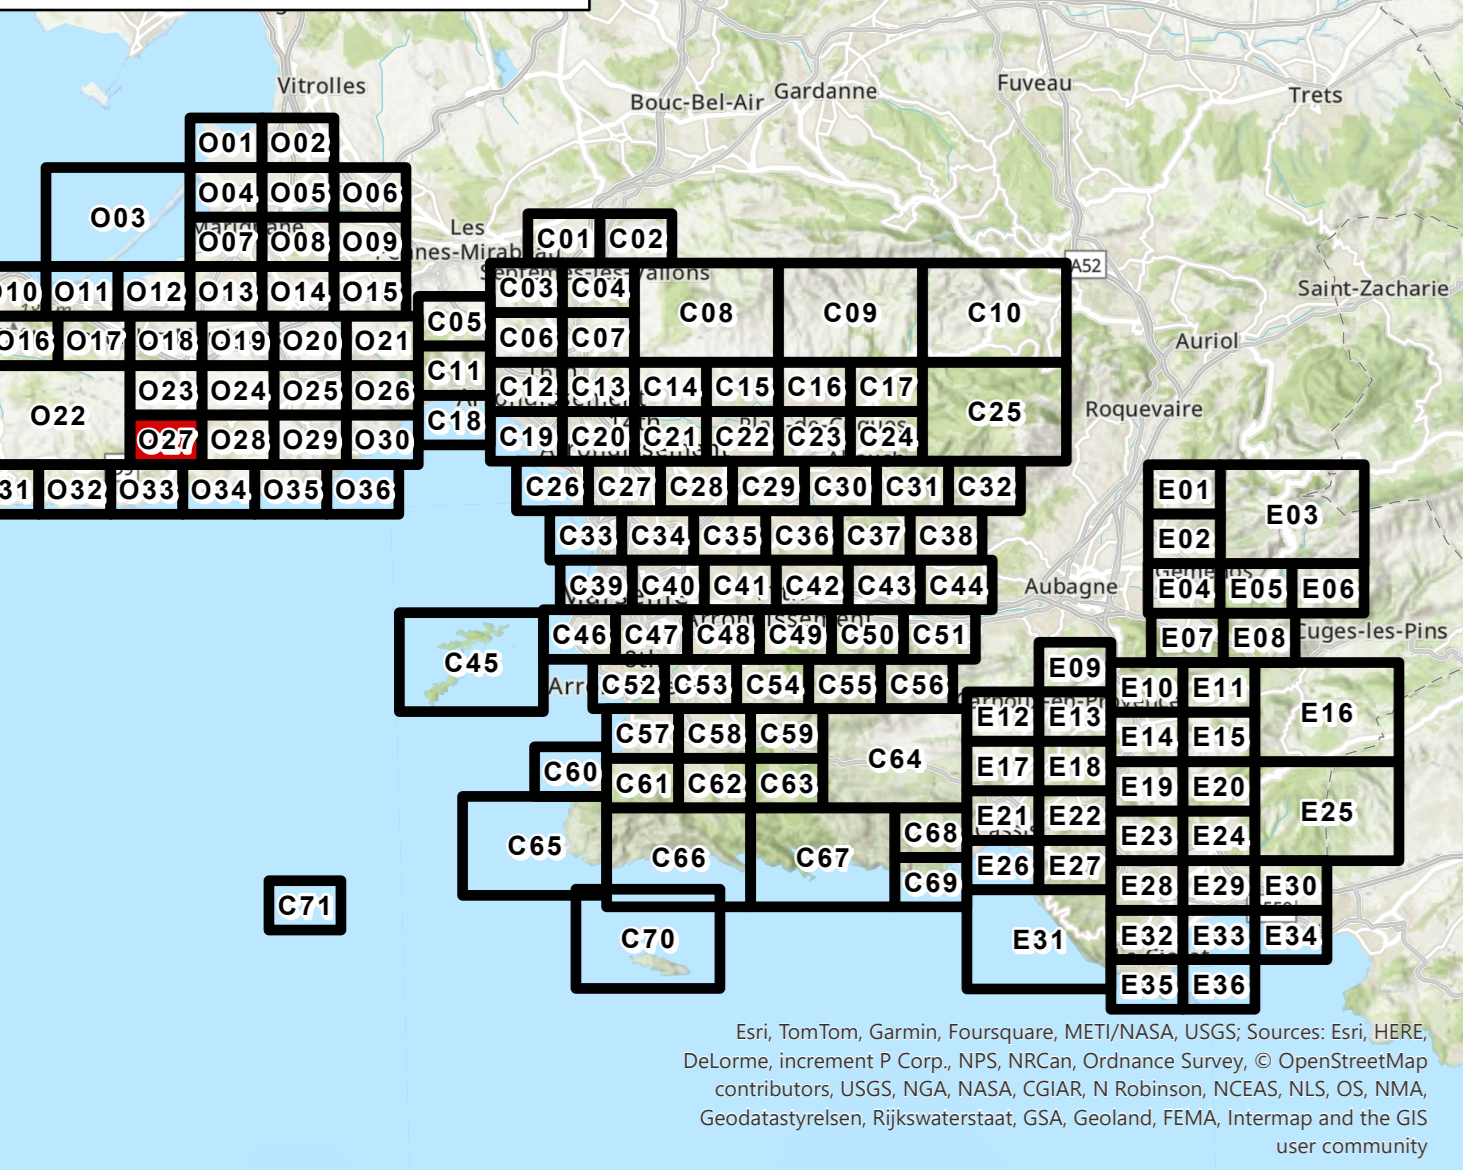 Vitrolles
Bouc-Bel-Air
Gardanne
Fuveau
Trets
O01 O02
O04 O05 O06
O03
O07 O08 O09
Les
C01 C02
A52
Saint-Zacharie
O11 O12 O13 O14 O15
C03 C04
C08 C09 C10
C05
O16 O17 O18 O19 O20 O21
C06 C07
Auriol
C11
O23 O24 O25 O26
C12 C13 C14 C15 C16 C17
O22
C25
Roquevaire
C18
O27 O28 O29 O30
C19 C20 C21 C22 C23 C24
31 O32 O33 O34 O35 O36
C26 C27 C28 C29 C30 C31 C32
E01
E03
C33 C34 C35 C36 C37 C38
E02
C39 C40 C41 C42 C43 C44
Aubagne
E04 E05 E06
C46 C47 C48 C49 C50 C51
E07 E08
Cuges-les-Pins
C45
E09
C52 C53 C54 C55 C56
E10 E11
E16
C57 C58 C59
E12 E13
E14 E15
C64
C60
C61 C62 C63
E17 E18
E19 E20
E25
C65
C66 C67
C68
E21 E22
E23 E24
C69
E26 E27
E28 E29 E30
C71
C70
E31
E32 E33 E34
E35 E36
Esri, TomTom, Garmin, Foursquare, METI/NASA, USGS; Sources: Esri, HERE,
DeLorme, increment P Corp., NPS, NRCan, Ordnance Survey, © OpenStreetMap
contributors, USGS, NGA, NASA, CGIAR, N Robinson, NCEAS, NLS, OS, NMA,
Geodatastyrelsen, Rijkswaterstaat, GSA, Geoland, FEMA, Intermap and the GIS
user community